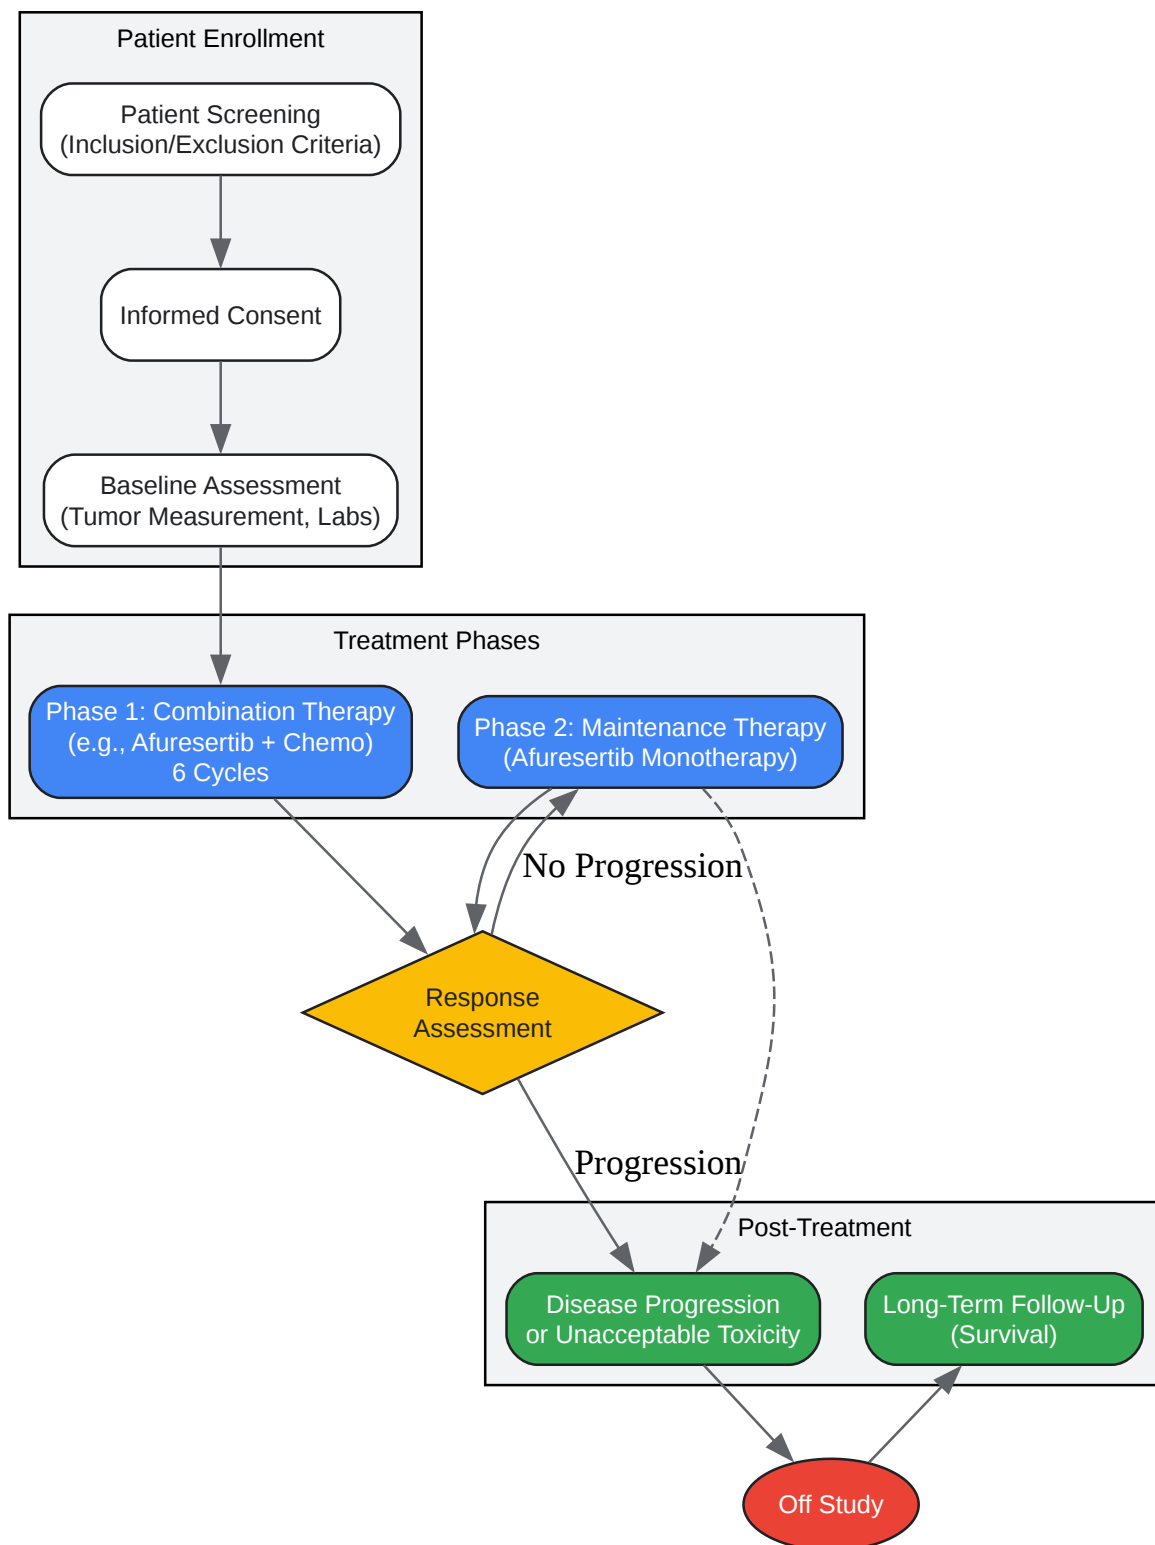 Patient Enrollment
Patient Screening
(Inclusion/Exclusion Criteria)
Informed Consent
Baseline Assessment
(Tumor Measurement, Labs)
Treatment Phases
Phase 1: Combination Therapy
(e.g., Afuresertib + Chemo)
6 Cycles
Phase 2: Maintenance Therapy
(Afuresertib Monotherapy)
No Progression
Response
Assessment
Progression
Post-Treatment
Disease Progression
or Unacceptable Toxicity
Long-Term Follow-Up
(Survival)
Off Study